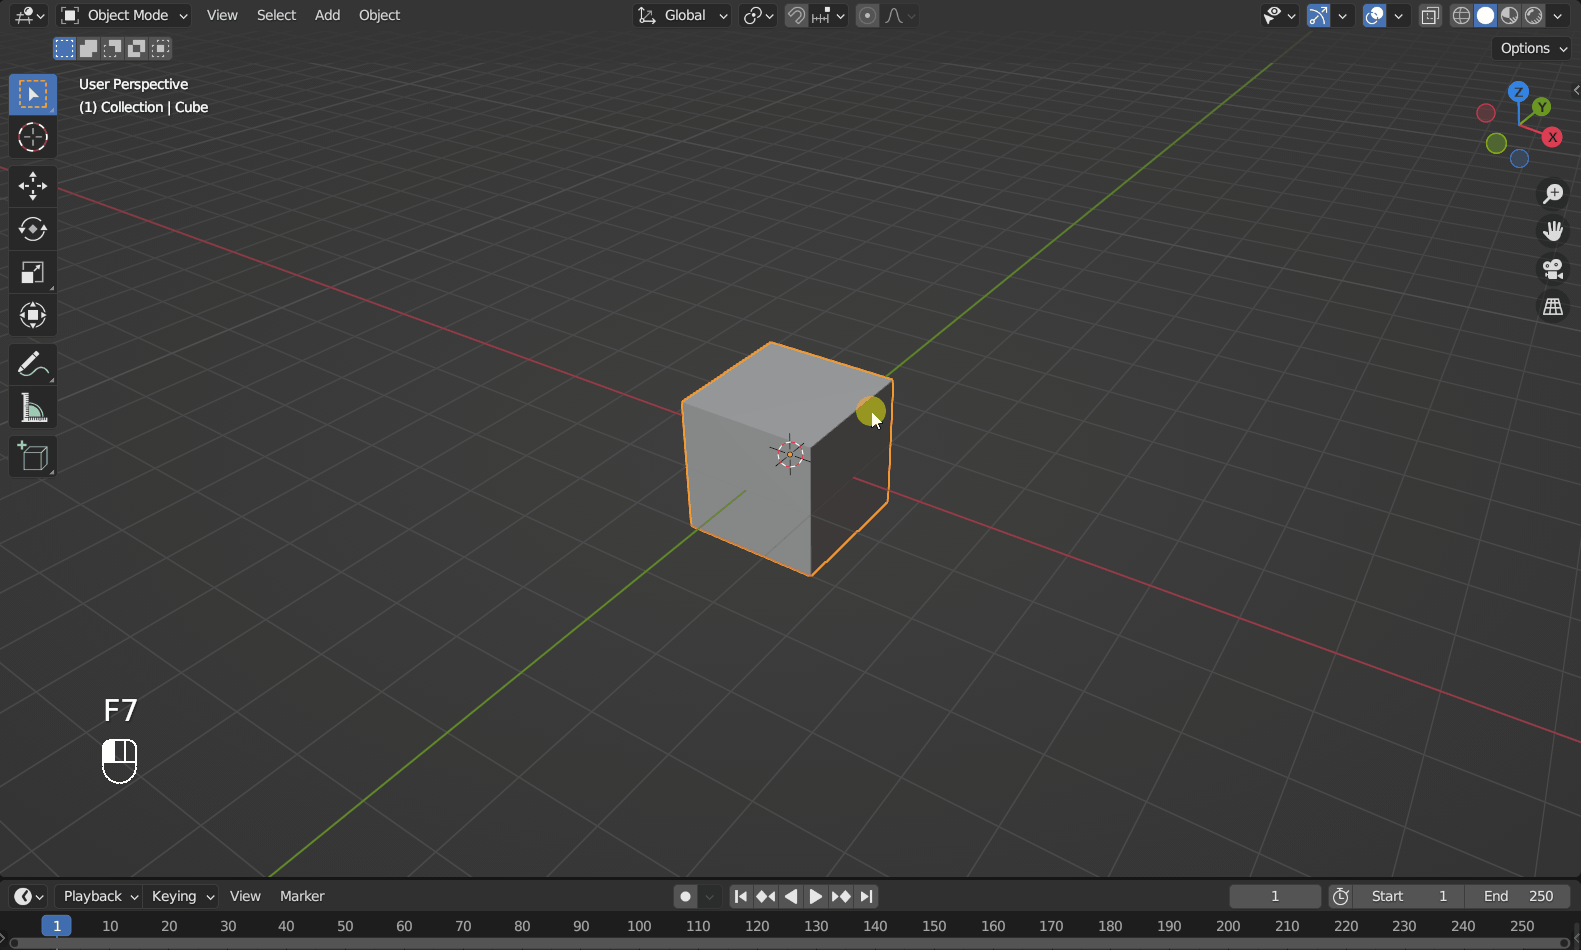 Object Mode View Select Add Object Global
Options
User Perspective
(1) Collection | Cube
Z
Y
X
F7
Playback Keying View Marker 1 Start 1 End 250
1 10 20 30 40 50 60 70 80 90 100 110 120 130 140 150 160 170 180 190 200 210 220 230 240 250